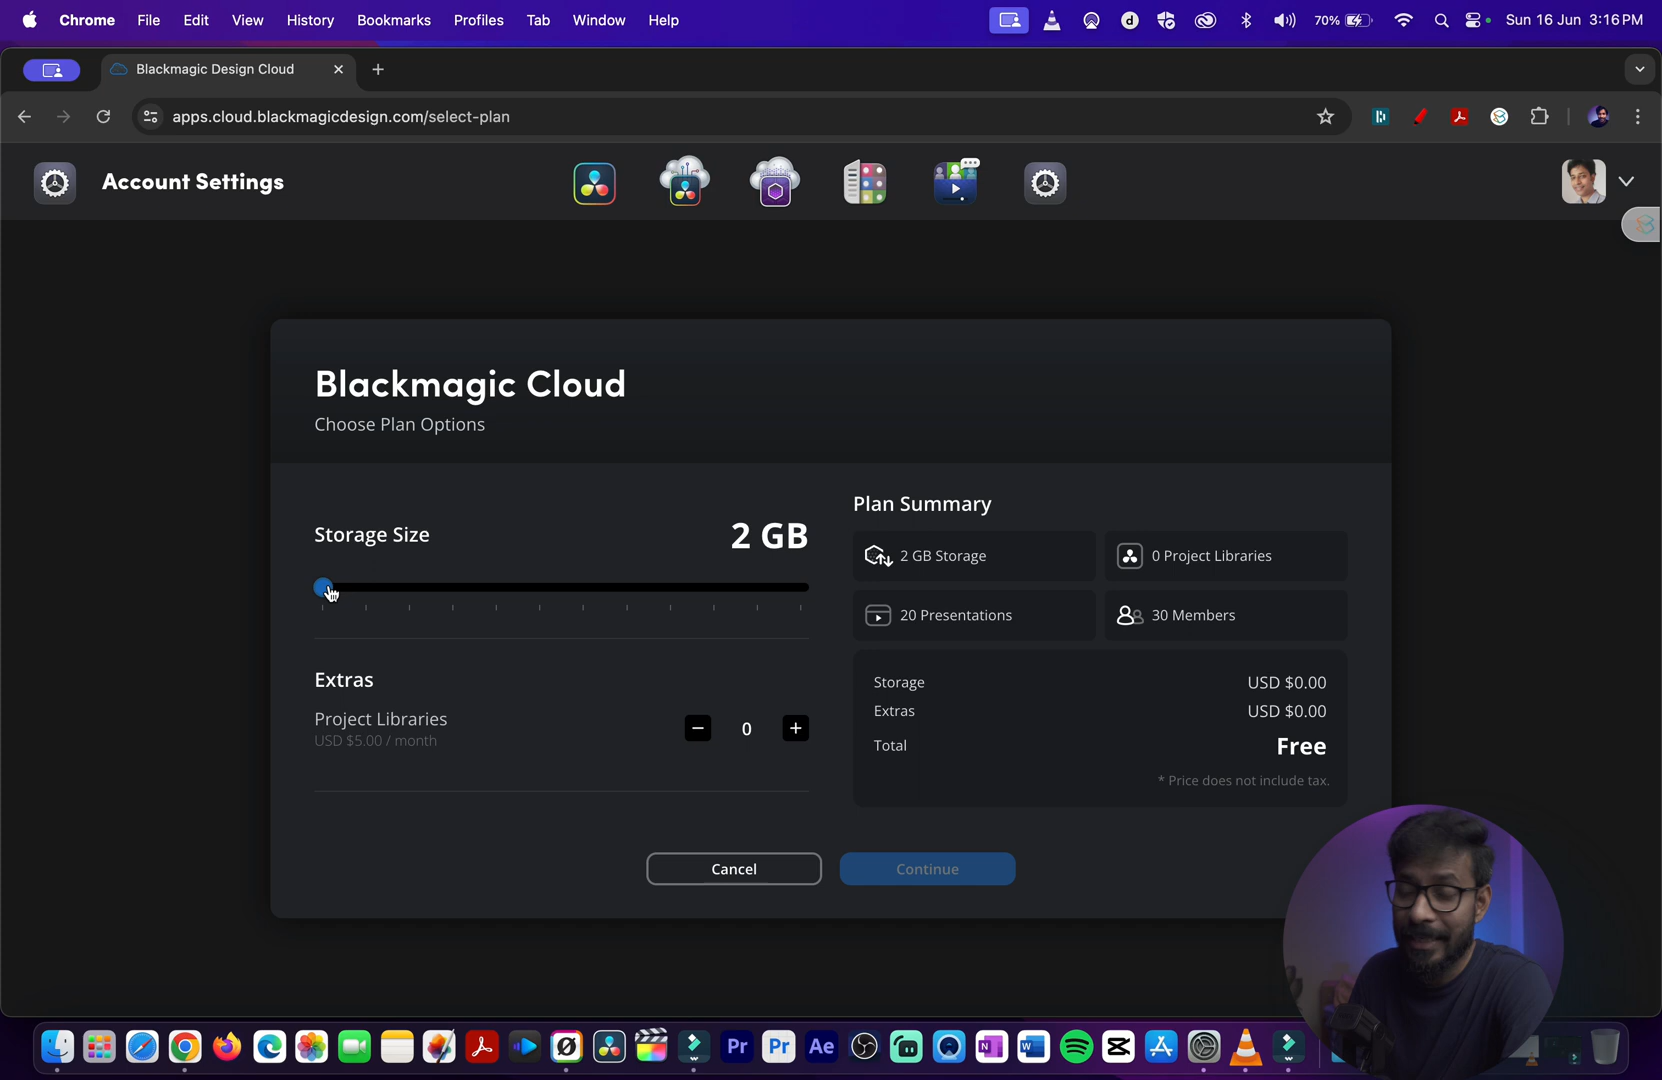 Chrome File Edit View History Bookmarks Profiles Tab Window Help 70% Sun 16 Jun 3:16 PM
Blackmagic Design Cloud
apps.cloud.blackmagicdesign.com/select-plan
Account Settings
Blackmagic Cloud
Choose Plan Options
Storage Size 2 GB
Extras
Project Libraries
USD $5.00 / month
− 0 +
Plan Summary
2 GB Storage 0 Project Libraries
20 Presentations 30 Members
Storage USD $0.00
Extras USD $0.00
Total Free
* Price does not include tax.
Cancel Continue
Pr Pr Ae